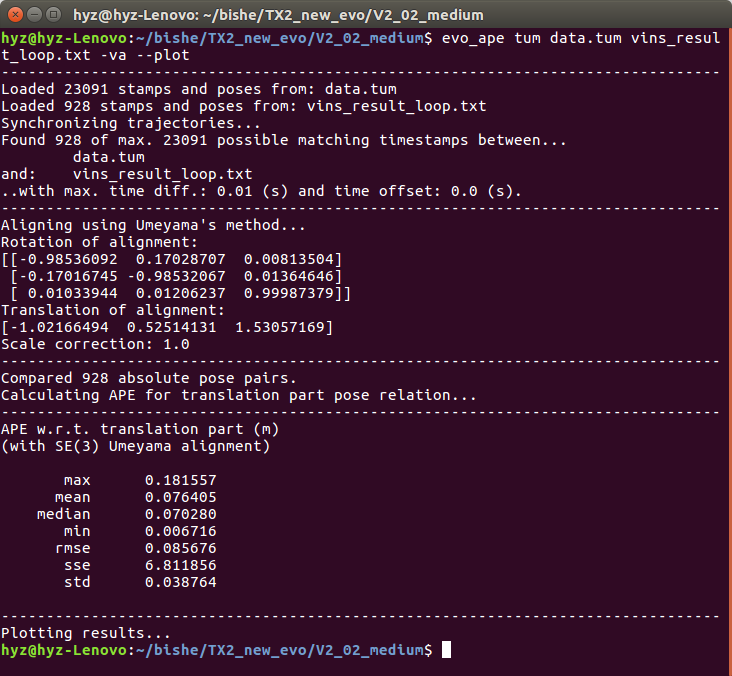 hyz@hyz-Lenovo: ~/bishe/TX2_new_evo/V2_02_medium
hyz@hyz-Lenovo:~/bishe/TX2_new_evo/V2_02_medium$ evo_ape tum data.tum vins_resul
t_loop.txt -va --plot
--------------------------------------------------------------------------------
Loaded 23091 stamps and poses from: data.tum
Loaded 928 stamps and poses from: vins_result_loop.txt
Synchronizing trajectories...
Found 928 of max. 23091 possible matching timestamps between...
        data.tum
and:    vins_result_loop.txt
..with max. time diff.: 0.01 (s) and time offset: 0.0 (s).
--------------------------------------------------------------------------------
Aligning using Umeyama's method...
Rotation of alignment:
[[-0.98536092  0.17028707  0.00813504]
 [-0.17016745 -0.98532067  0.01364646]
 [ 0.01033944  0.01206237  0.99987379]]
Translation of alignment:
[-1.02166494  0.52514131  1.53057169]
Scale correction: 1.0
--------------------------------------------------------------------------------
Compared 928 absolute pose pairs.
Calculating APE for translation part pose relation...
--------------------------------------------------------------------------------
APE w.r.t. translation part (m)
(with SE(3) Umeyama alignment)

       max      0.181557
      mean      0.076405
    median      0.070280
       min      0.006716
      rmse      0.085676
       sse      6.811856
       std      0.038764

--------------------------------------------------------------------------------
Plotting results...
hyz@hyz-Lenovo:~/bishe/TX2_new_evo/V2_02_medium$